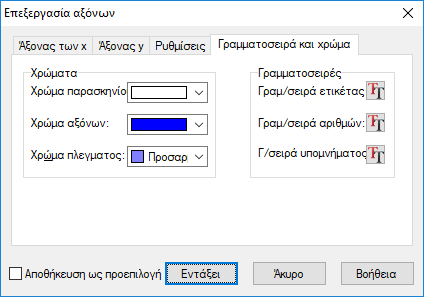 Επεξεργασία αξόνων
Άξονας των x Άξονας y Ρυθμίσεις Γραμματοσειρά και χρώμα
Χρώματα Γραμματοσειρές
Χρώμα παρασκηνίο Γραμ/σειρά ετικέτας
Χρώμα αξόνων: Γραμ/σειρά αριθμών:
Χρώμα πλεγματος: Προσαρ Γ/σειρά υπομνήματος
Αποθήκευση ως προεπιλογή Εντάξει Άκυρο Βοήθεια